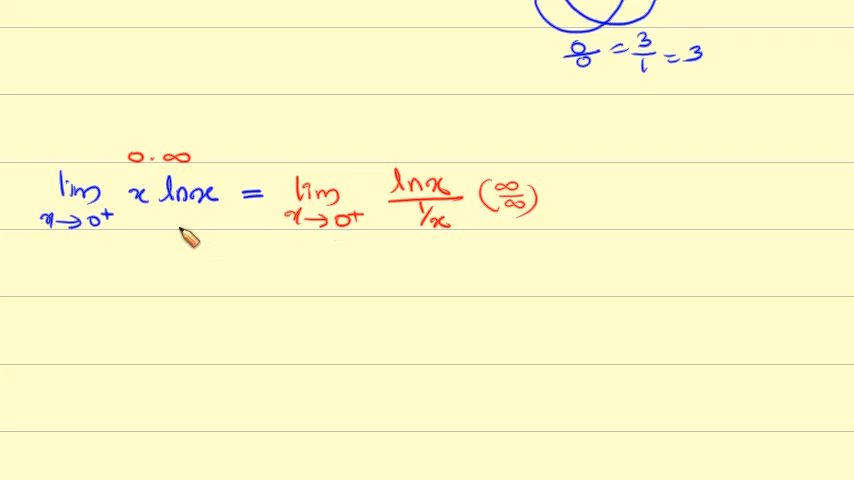 0/0 = 3/1 = 3
0·∞
lim x→0⁺ x lnx = lim x→0⁺ lnx / (1/x) (∞/∞)